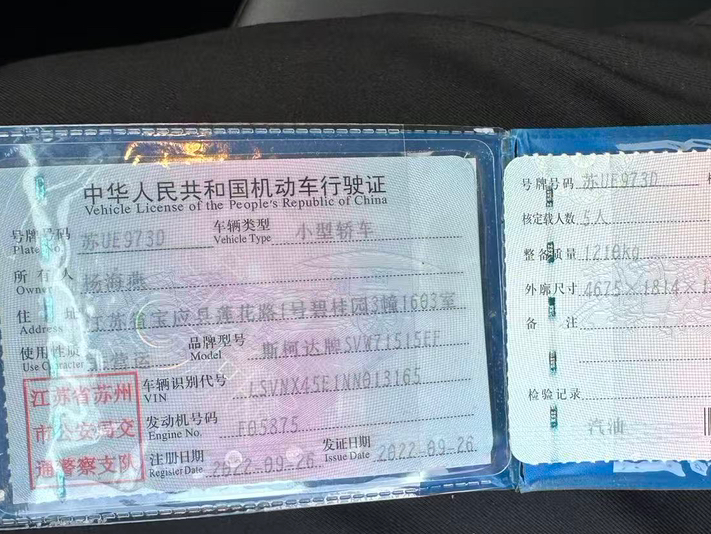 中华人民共和国机动车行驶证
Vehicle License of the People's Republic of China
号牌号码 苏UE973D 车辆类型 小型轿车
Plate No. Vehicle Type
所有人 杨海燕
Owner
住址 江苏省宝应县莲花路1号碧桂园3幢1603室
Address
使用性质 非营运 品牌型号 斯柯达牌SVW71515EF
Use Character Model
车辆识别代号 LSVNX45E1NN013165
VIN
发动机号码 F05875
Engine No.
注册日期 2022-09-26 发证日期 2022-09-26
Register Date Issue Date
江苏省苏州
市公安局交
通警察支队
号牌号码 苏UE973D
核定载人数 5人
整备质量 1210kg
外廓尺寸 4675×1814×1
备注
检验记录
汽油